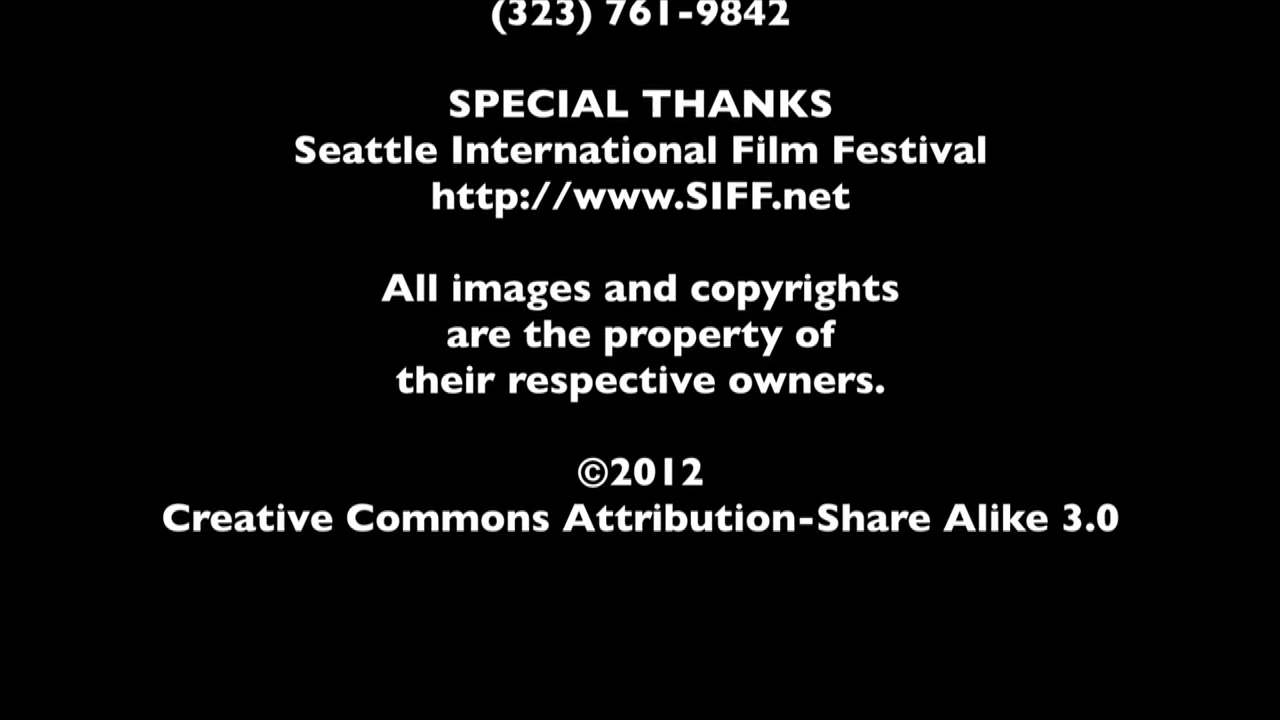 (323) 761-9842
SPECIAL THANKS
Seattle International Film Festival
http://www.SIFF.net
All images and copyrights
are the property of
their respective owners.
©2012
Creative Commons Attribution-Share Alike 3.0